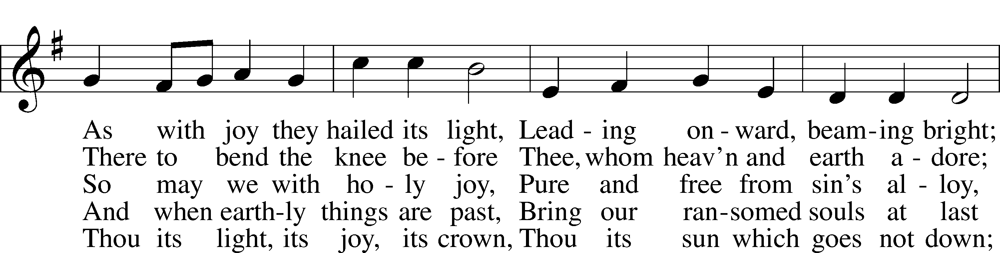 As with joy they hailed its light, Lead - ing on - ward, beam - ing bright;
There to bend the knee be - fore Thee, whom heav’n and earth a - dore;
So may we with ho - ly joy, Pure and free from sin’s al - loy,
And when earth - ly things are past, Bring our ran - somed souls at last
Thou its light, its joy, its crown, Thou its sun which goes not down;